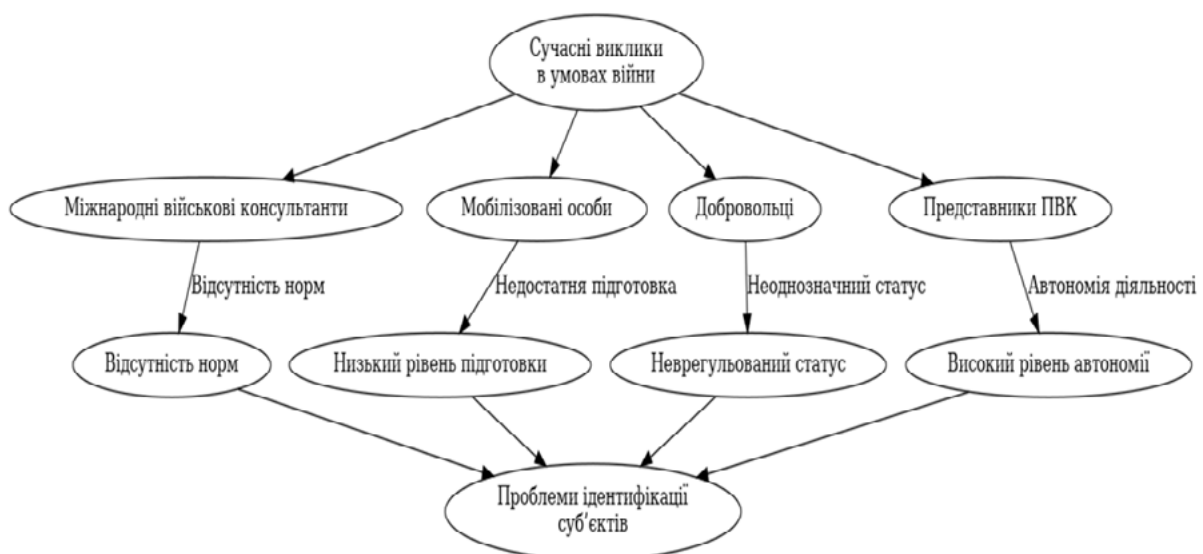 Сучасні виклики
в умовах війни
Міжнародні військові консультанти
Мобілізовані особи
Добровольці
Представники ПВК
Відсутність норм
Недостатня підготовка
Неоднозначний статус
Автономія діяльності
Відсутність норм
Низький рівень підготовки
Неврегульований статус
Високий рівень автономії
Проблеми ідентифікації
суб'єктів